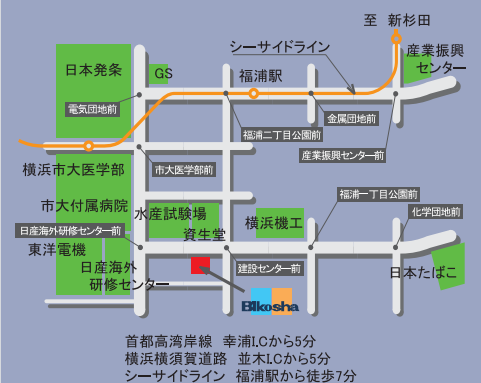 至 新杉田
シーサイドライン
産業振興
センター
日本発条
GS
福浦駅
電気団地前
金属団地前
福浦二丁目公園前
産業振興センター前
横浜市大医学部
市大医学部前
福浦一丁目公園前
市大付属病院
水産試験場
横浜機工
化学団地前
日産海外研修センター前
資生堂
東洋電機
日産海外
研修センター
建設センター前
日本たばこ
Bikosha
首都高湾岸線 幸浦I.Cから5分
横浜横須賀道路 並木I.Cから5分
シーサイドライン 福浦駅から徒歩7分